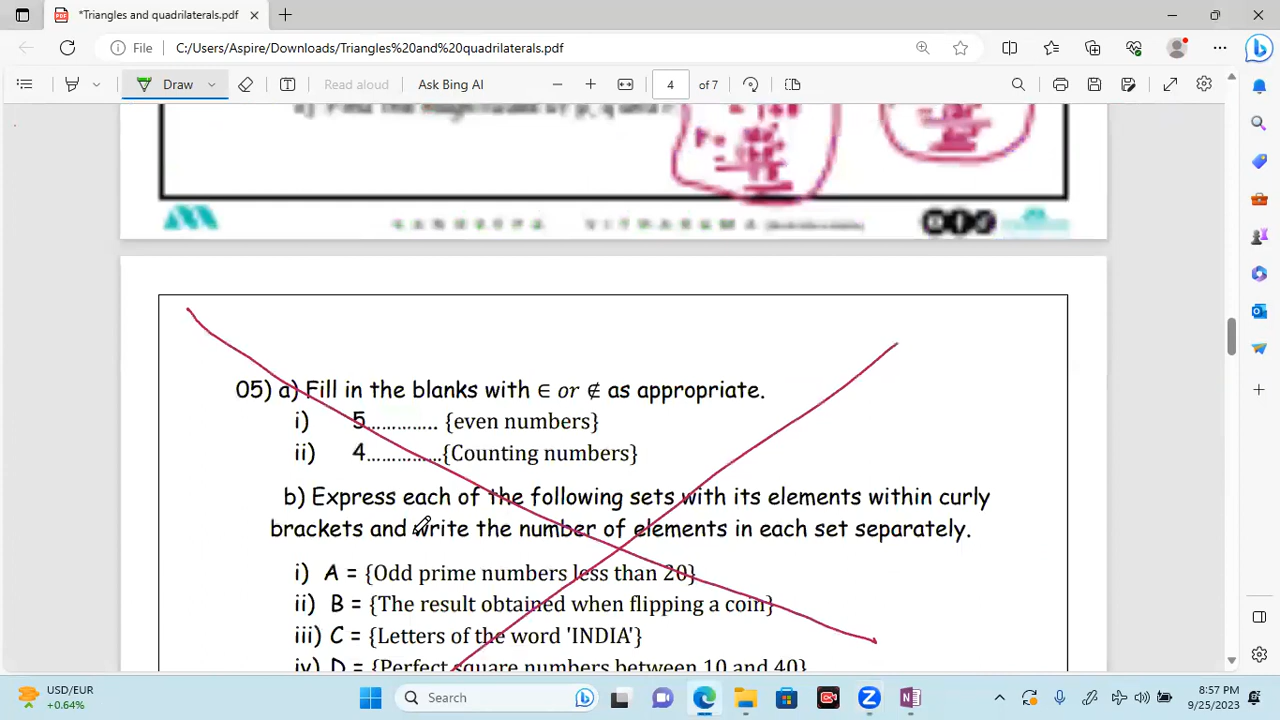 *Triangles and quadrilaterals.pdf
File
C:/Users/Aspire/Downloads/Triangles%20and%20quadrilaterals.pdf
Draw
Read aloud
Ask Bing AI
4
of 7
05) a) Fill in the blanks with ∈ or ∉ as appropriate.
i) 5………….. {even numbers}
ii) 4……………{Counting numbers}
b) Express each of the following sets with its elements within curly
brackets and write the number of elements in each set separately.
i) A = {Odd prime numbers less than 20}
ii) B = {The result obtained when flipping a coin}
iii) C = {Letters of the word 'INDIA'}
iv) D = {Perfect square numbers between 10 and 40}
USD/EUR
+0.64%
Search
8:57 PM
9/25/2023